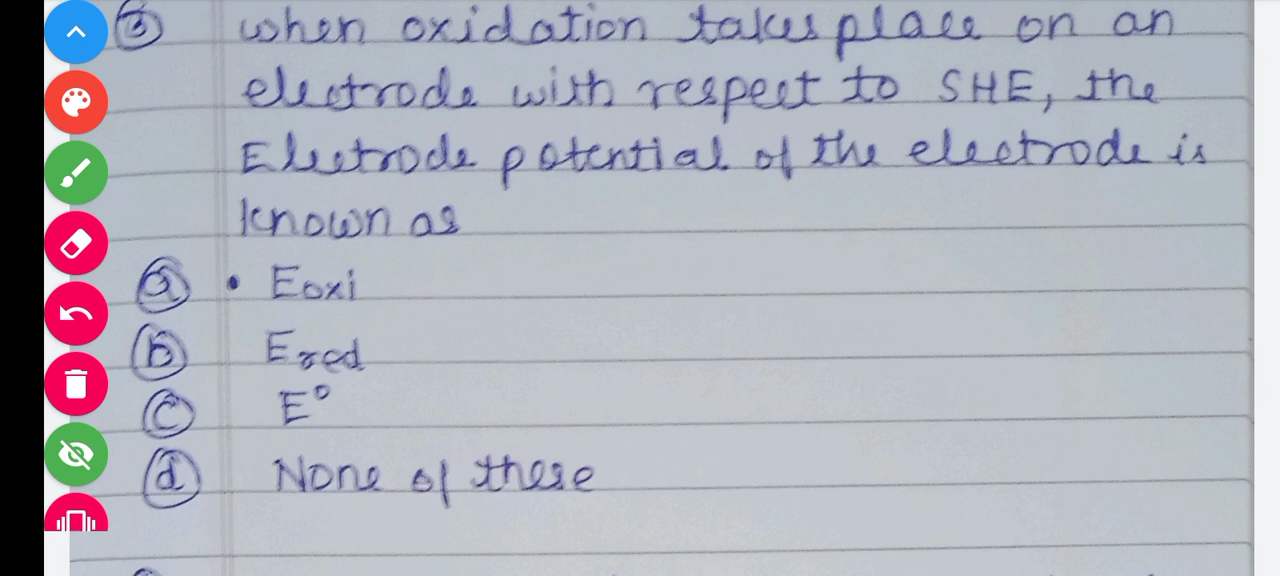 ③ when oxidation takes place on an
electrode with respect to SHE, the
Electrode potential of the electrode is
known as
ⓐ • Eoxi
ⓑ Ered
ⓒ E°
ⓓ None of these